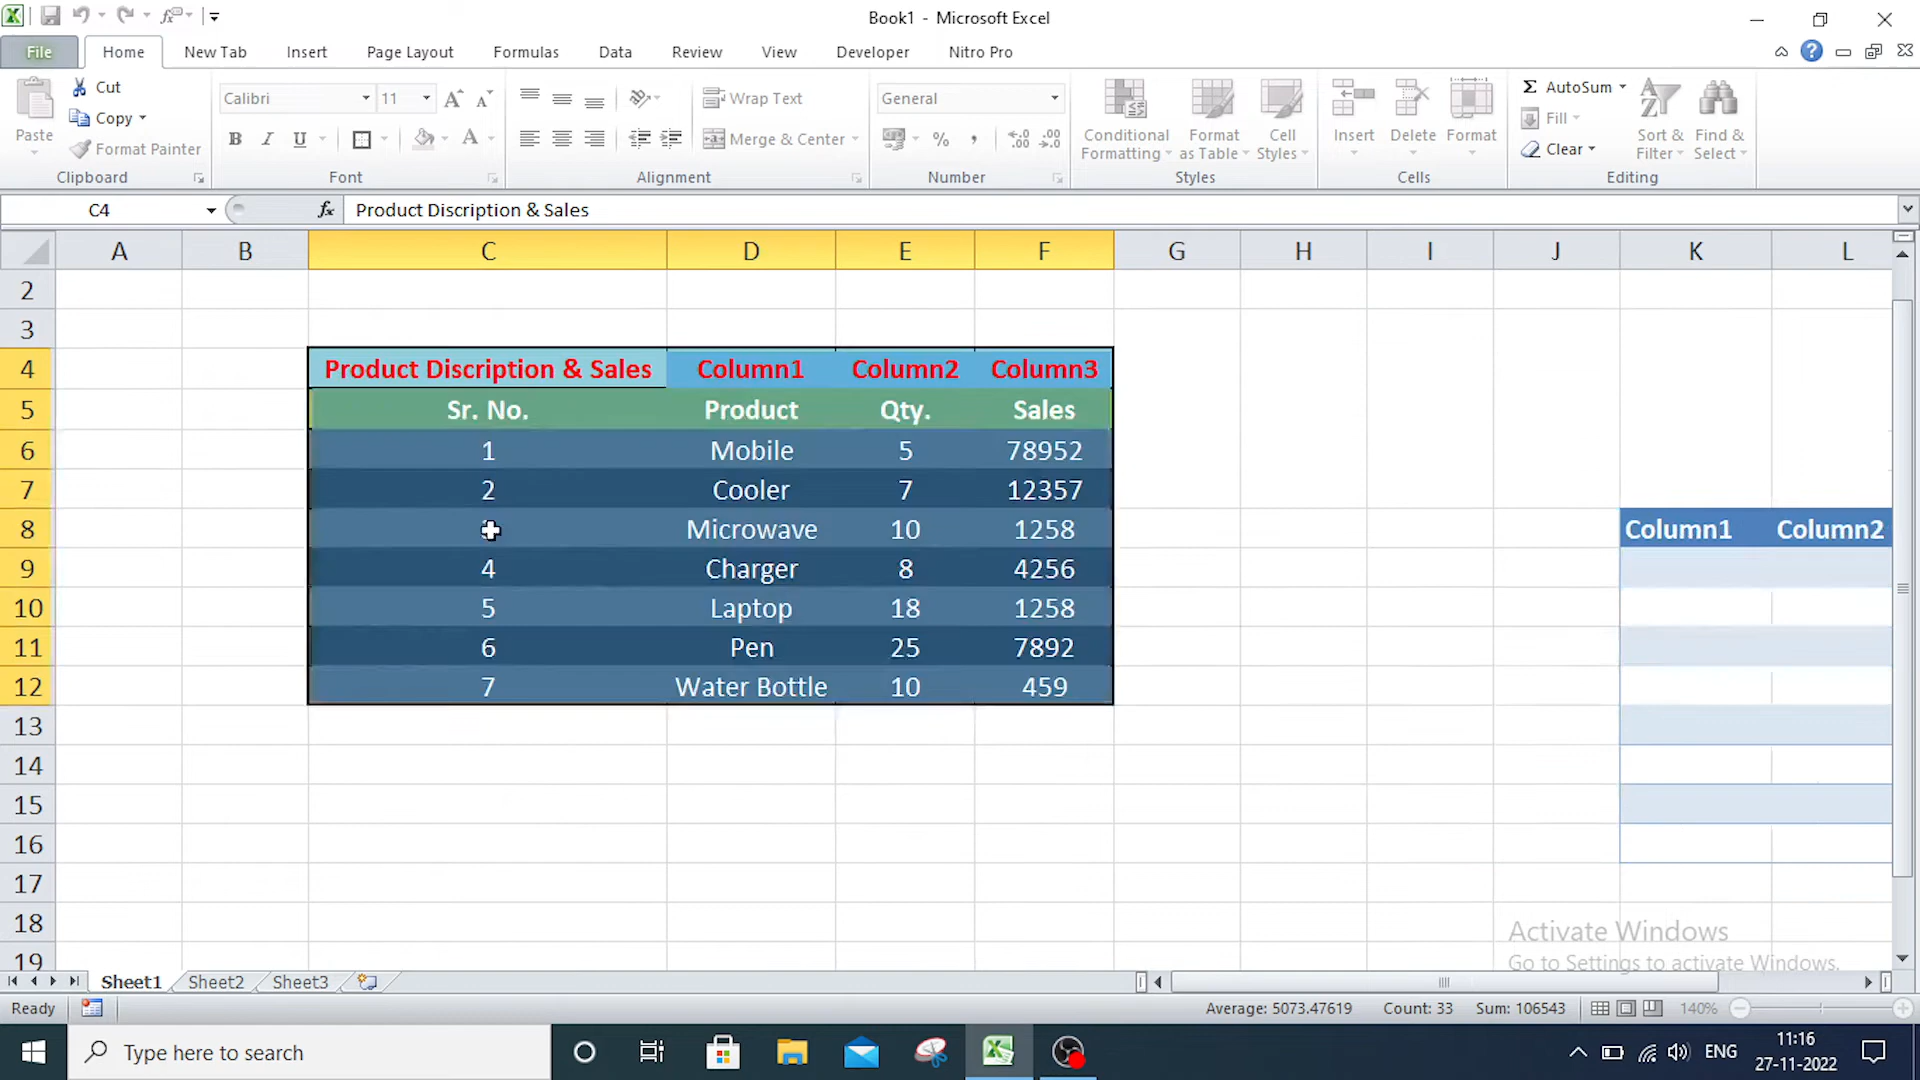 Book1 - Microsoft Excel
File Home New Tab Insert Page Layout Formulas Data Review View Developer Nitro Pro
Paste Cut Copy Format Painter
Clipboard
Calibri 11
B I U A
Font
Wrap Text
Merge & Center
Alignment
General
% ,
Number
Conditional Formatting Format as Table Cell Styles
Styles
Insert Delete Format
Cells
Σ AutoSum Fill Clear
Sort & Filter Find & Select
Editing
C4 fx Product Discription & Sales
A B C D E F G H I J K L
2
3
4 Product Discription & Sales Column1 Column2 Column3
5 Sr. No. Product Qty. Sales
6 1 Mobile 5 78952
7 2 Cooler 7 12357
8 Microwave 10 1258 Column1 Column2
9 4 Charger 8 4256
10 5 Laptop 18 1258
11 6 Pen 25 7892
12 7 Water Bottle 10 459
13
14
15
16
17
18
19
Activate Windows
Go to Settings to activate Windows.
Sheet1 Sheet2 Sheet3
Ready Average: 5073.47619 Count: 33 Sum: 106543 140%
Type here to search
ENG 11:16
27-11-2022